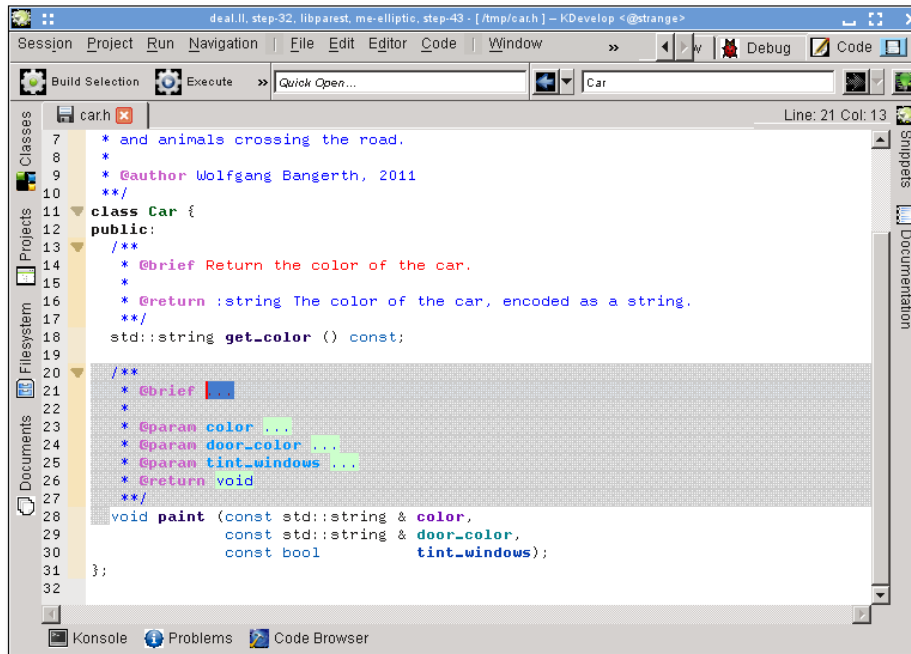 deal.II, step-32, libparest, me-elliptic, step-43 - [ /tmp/car.h ] – KDevelop <@strange>
Session Project Run Navigation File Edit Editor Code Window » Debug Code
Build Selection Execute » Quick Open... Car
car.h Line: 21 Col: 13
Classes
Projects
Filesystem
Documents
Snippets
Documentation
7 * and animals crossing the road.
8 *
9 * @author Wolfgang Bangerth, 2011
10 **/
11 class Car {
12 public:
13 /**
14 * @brief Return the color of the car.
15 *
16 * @return :string The color of the car, encoded as a string.
17 **/
18 std::string get_color () const;
19
20 /**
21 * @brief ...
22 *
23 * @param color ...
24 * @param door_color ...
25 * @param tint_windows ...
26 * @return void
27 **/
28 void paint (const std::string & color,
29 const std::string & door_color,
30 const bool tint_windows);
31 };
32
Konsole Problems Code Browser